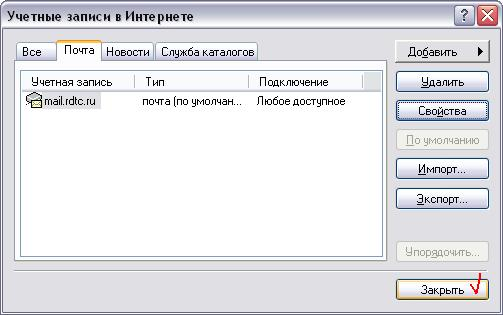 Учетные записи в Интернете
Все Почта Новости Служба каталогов
Учетная запись Тип Подключение
mail.rdtc.ru почта (по умолчан... Любое доступное
Добавить
Удалить
Свойства
По умолчанию
Импорт...
Экспорт...
Упорядочить...
Закрыть